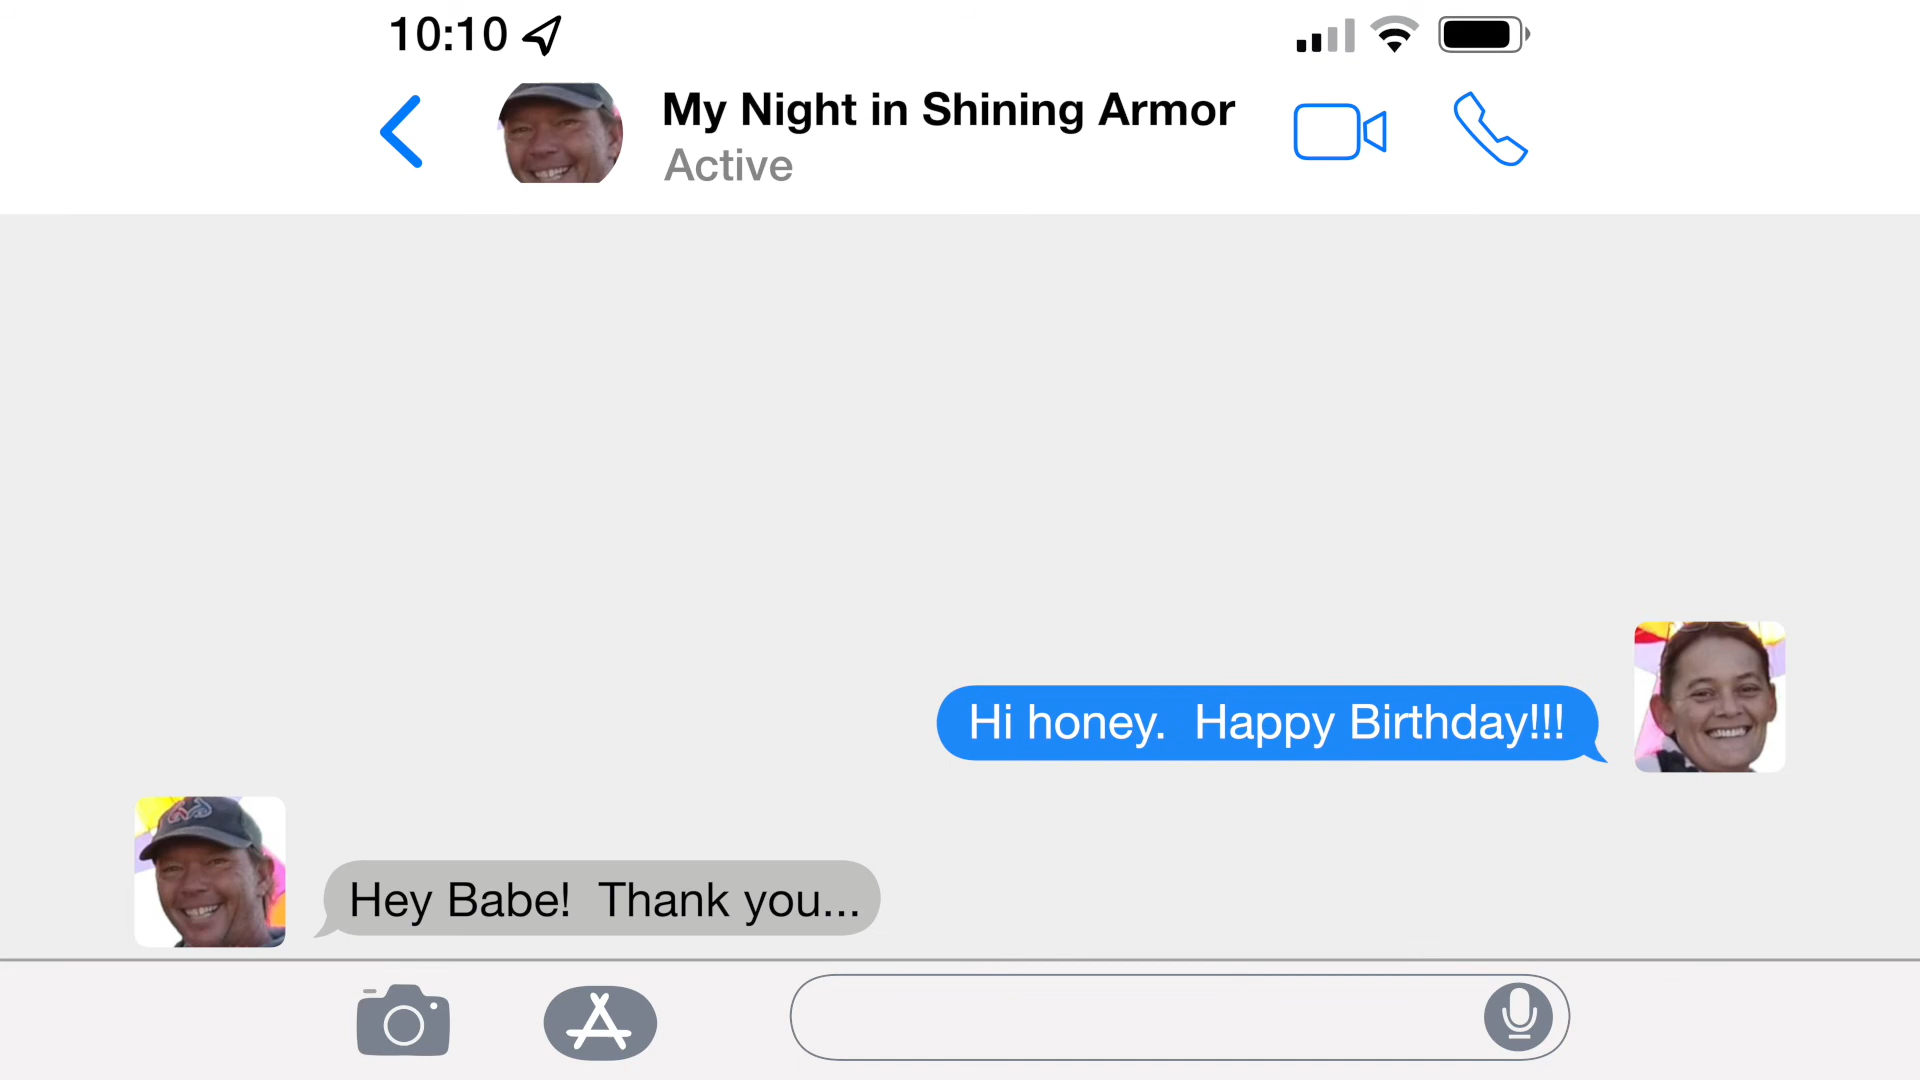 10:10
My Night in Shining Armor
Active
Hi honey.  Happy Birthday!!!
Hey Babe!  Thank you...